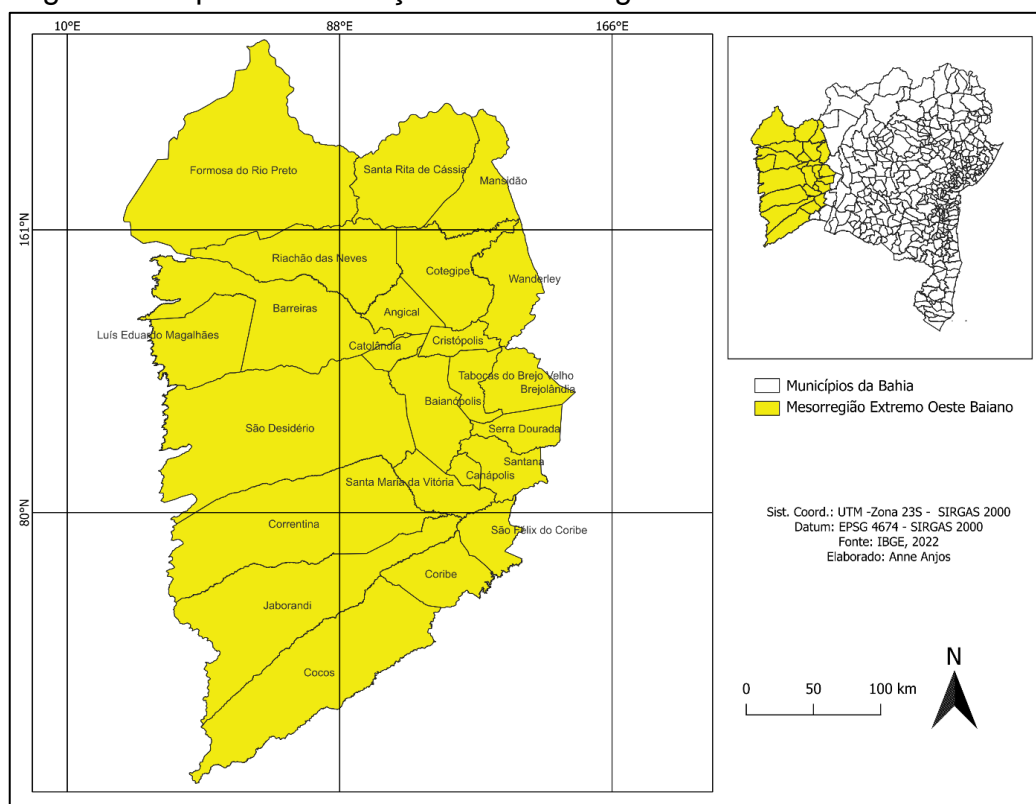 10°E 88°E 166°E
Formosa do Rio Preto
Santa Rita de Cássia
Mansidão
161°N
Riachão das Neves
Cotegipe
Wanderley
Barreiras
Angical
Luís Eduardo Magalhães
Catolândia
Cristópolis
Tabocas do Brejo Velho
Brejolândia
Baianópolis
São Desidério
Serra Dourada
Santana
Canápolis
Santa Maria da Vitória
80°N
Correntina
São Félix do Coribe
Coribe
Jaborandi
Cocos
Municípios da Bahia
Mesorregião Extremo Oeste Baiano
Sist. Coord.: UTM -Zona 23S - SIRGAS 2000
Datum: EPSG 4674 - SIRGAS 2000
Fonte: IBGE, 2022
Elaborado: Anne Anjos
N
0 50 100 km